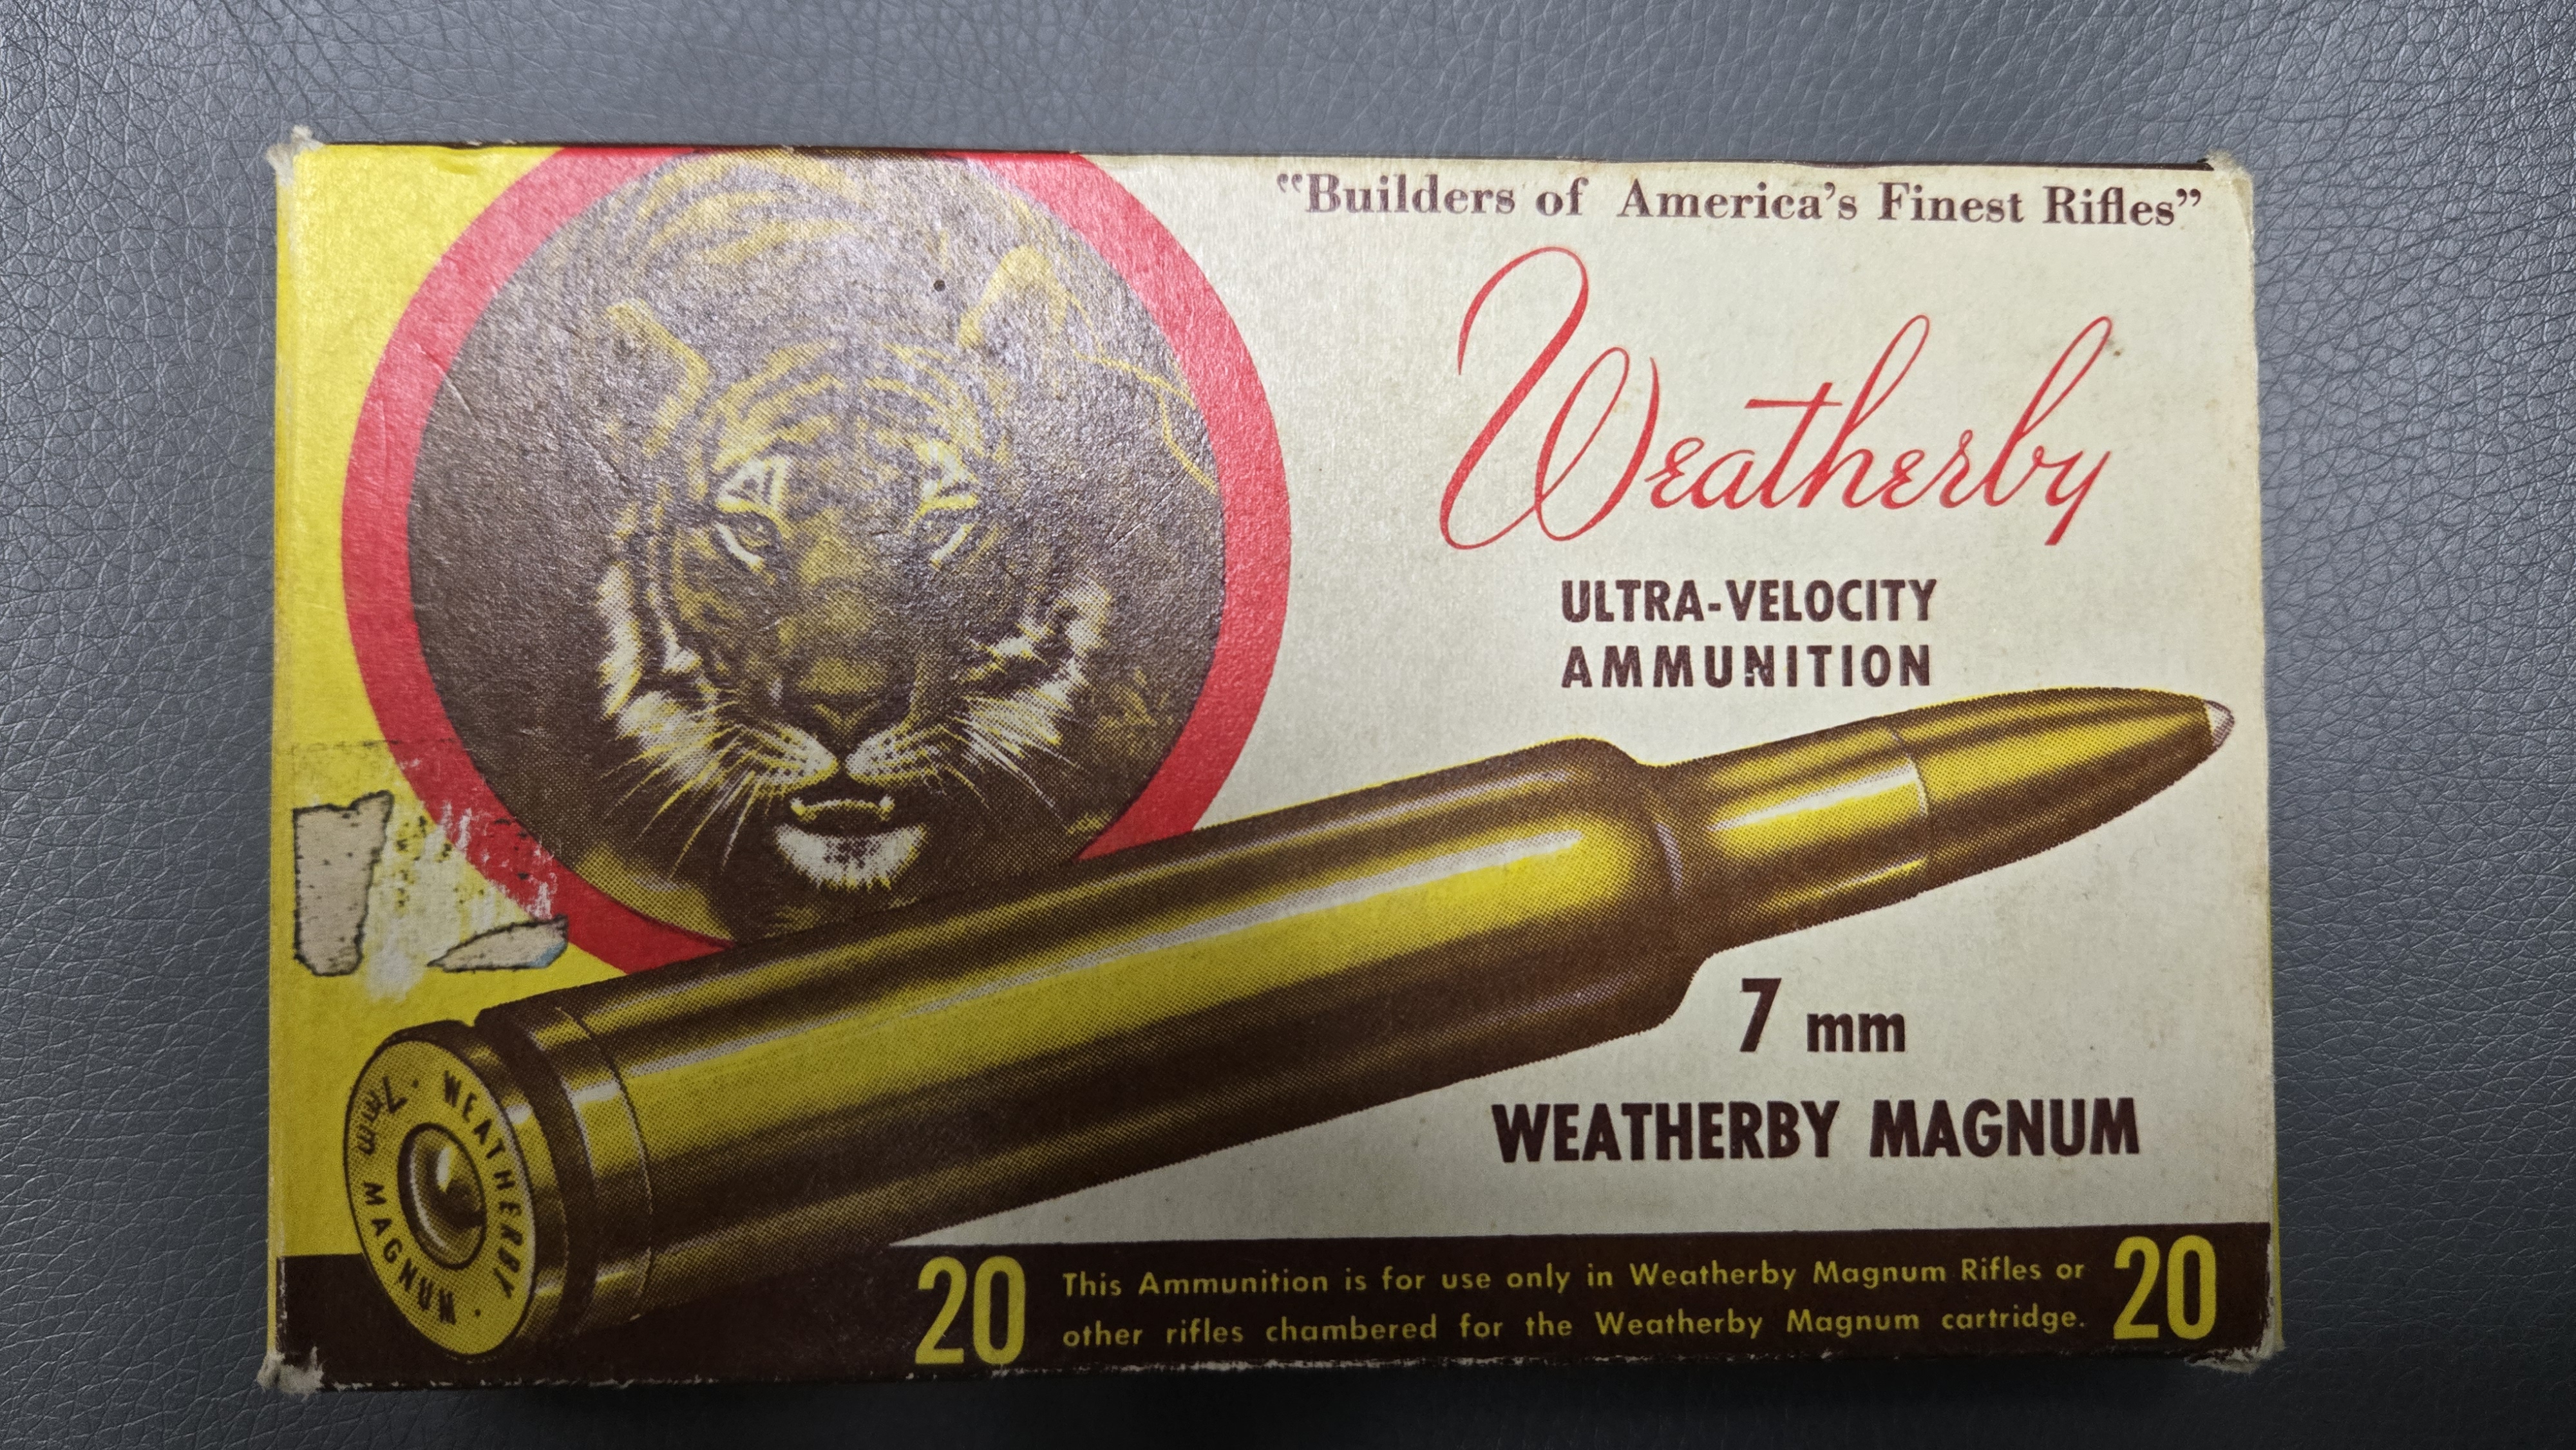 “Builders of America’s Finest Rifles”
Weatherby
ULTRA-VELOCITY
AMMUNITION
7 mm
WEATHERBY MAGNUM
WEATHERBY · MAGNUM 7mm ·
20 This Ammunition is for use only in Weatherby Magnum Rifles or 20
other rifles chambered for the Weatherby Magnum cartridge.